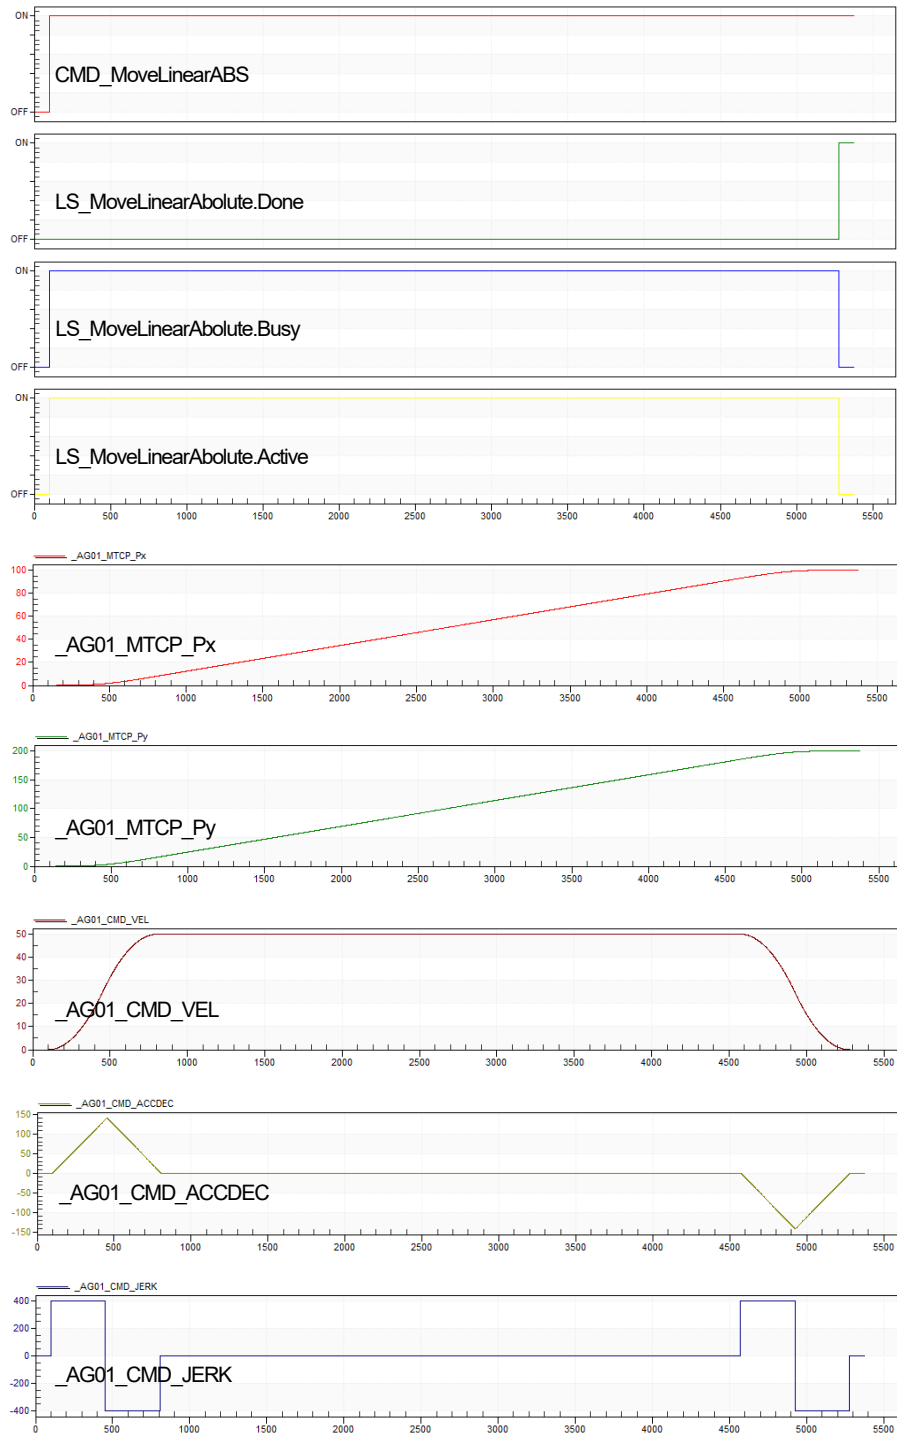 ON
CMD_MoveLinearABS
OFF
ON
LS_MoveLinearAbolute.Done
OFF
ON
LS_MoveLinearAbolute.Busy
OFF
ON
LS_MoveLinearAbolute.Active
OFF
0 500 1000 1500 2000 2500 3000 3500 4000 4500 5000 5500
_AG01_MTCP_Px
100
80
60
40
_AG01_MTCP_Px
20
0
0 500 1000 1500 2000 2500 3000 3500 4000 4500 5000 5500
_AG01_MTCP_Py
200
150
100
_AG01_MTCP_Py
50
0
0 500 1000 1500 2000 2500 3000 3500 4000 4500 5000 5500
_AG01_CMD_VEL
50
40
30
20
_AG01_CMD_VEL
10
0
0 500 1000 1500 2000 2500 3000 3500 4000 4500 5000 5500
_AG01_CMD_ACCDEC
150
100
50
0
_AG01_CMD_ACCDEC
-50
-100
-150
0 500 1000 1500 2000 2500 3000 3500 4000 4500 5000 5500
_AG01_CMD_JERK
400
200
0
_AG01_CMD_JERK
-200
-400
0 500 1000 1500 2000 2500 3000 3500 4000 4500 5000 5500